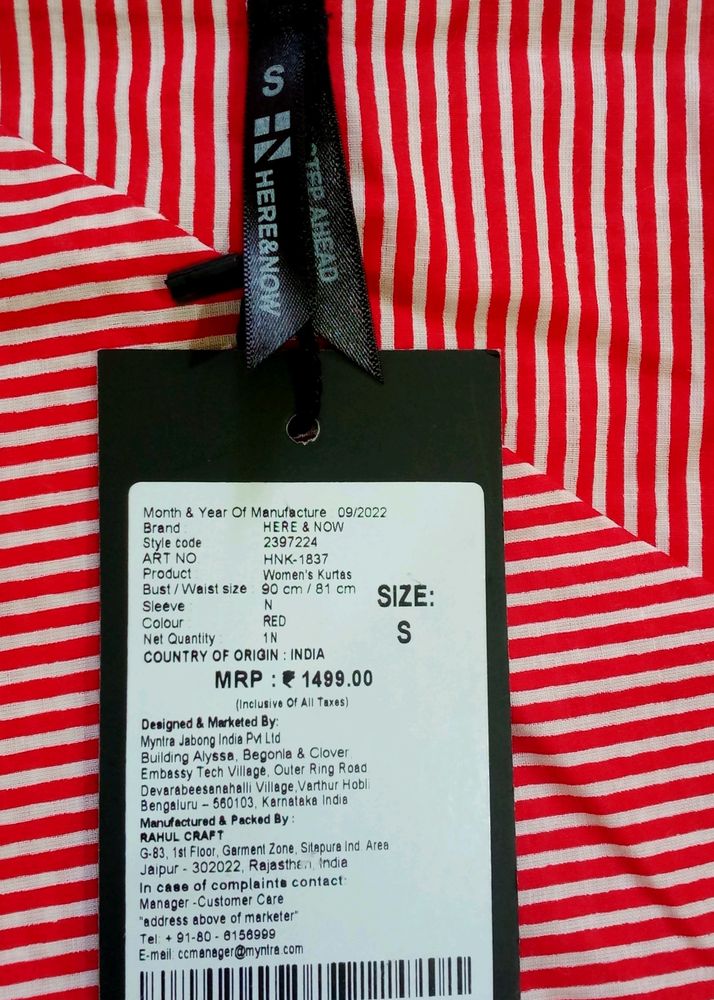 S
HERE&NOW
STEP AHEAD
Month & Year Of Manufacture : 09/2022
Brand : HERE & NOW
Style code : 2397224
ART NO HNK-1837
Product Women's Kurtas
Bust / Waist size : 90 cm / 81 cm
Sleeve : N
Colour : RED
Net Quantity : 1N
SIZE:
S
COUNTRY OF ORIGIN : INDIA
MRP : ₹ 1499.00
(Inclusive Of All Taxes)
Designed & Marketed By:
Myntra Jabong India Pvt Ltd
Building Alyssa, Begonia & Clover
Embassy Tech Village, Outer Ring Road
Devarabeesanahalli Village,Varthur Hobli
Bengaluru – 560103, Karnataka India
Manufactured & Packed By :
RAHUL CRAFT
G-83, 1st Floor, Garment Zone, Sitapura Ind. Area
Jaipur - 302022, Rajasthan, India
In case of complaints contact:
Manager -Customer Care
"address above of marketer"
Tel: + 91-80 - 6156999
E-mail: ccmanager@myntra.com